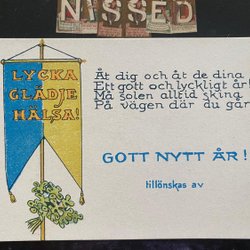 NISSED
LYCKA
GLÄDJE
HÄLSA!
Åt dig och åt de dina
Ett gott och lyckligt år!
Må solen alltid skina
På vägen där du går
GOTT NYTT ÅR!
tillönskas av